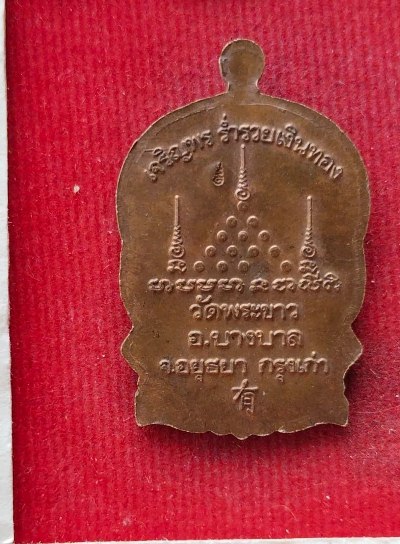 เจริญพร ร่ำรวยเงินทอง
วัดพระขาว
อ.บางบาล
จ.อยุธยา กรุงเก่า